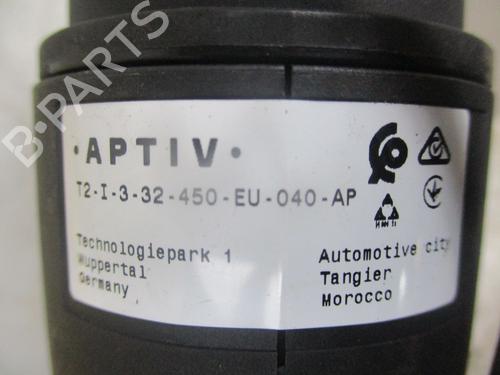 B-PARTS
· APTIV ·
T2-I-3-32-450-EU-040-AP
Technologiepark 1
Wuppertal
Germany
Automotive city
Tangier
Morocco